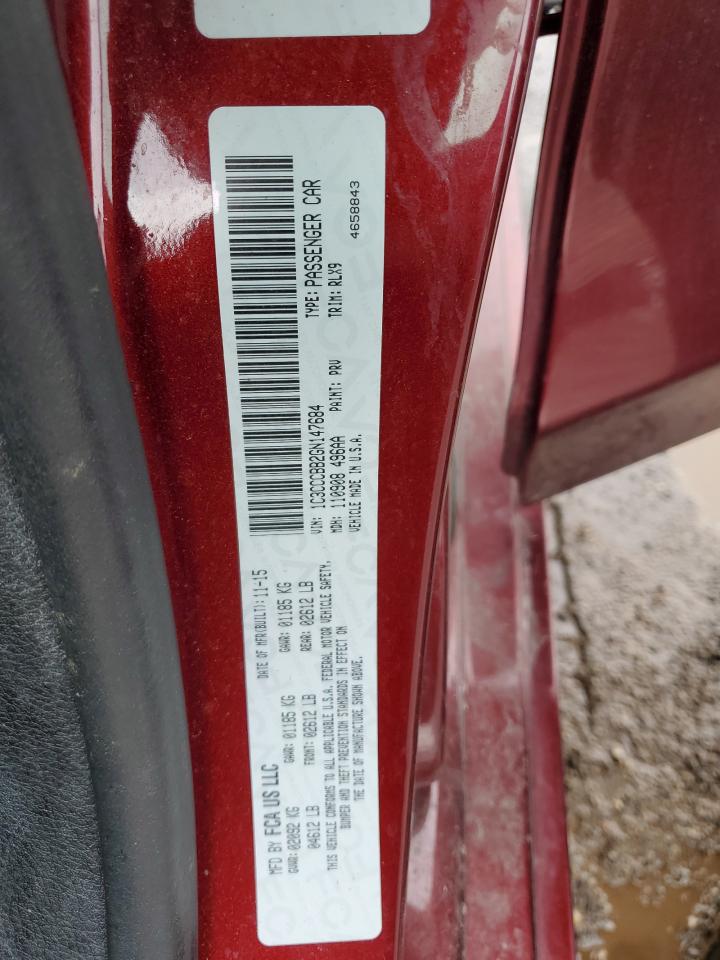 MFD BY FCA US LLC
DATE OF MFR(BUILT): 11-15
GVWR: 02092 KG
GAWR: 01185 KG
GAWR: 01185 KG
04612 LB
FRONT: 02612 LB
REAR: 02612 LB
THIS VEHICLE CONFORMS TO ALL APPLICABLE U.S.A. FEDERAL MOTOR VEHICLE SAFETY,
BUMPER AND THEFT PREVENTION STANDARDS IN EFFECT ON
THE DATE OF MANUFACTURE SHOWN ABOVE.
VIN: 1C3CCCBB2GN147684
TYPE: PASSENGER CAR
MDH: 110908 496AA
PAINT: PRV
TRIM: RLX9
VEHICLE MADE IN U.S.A.
4658843